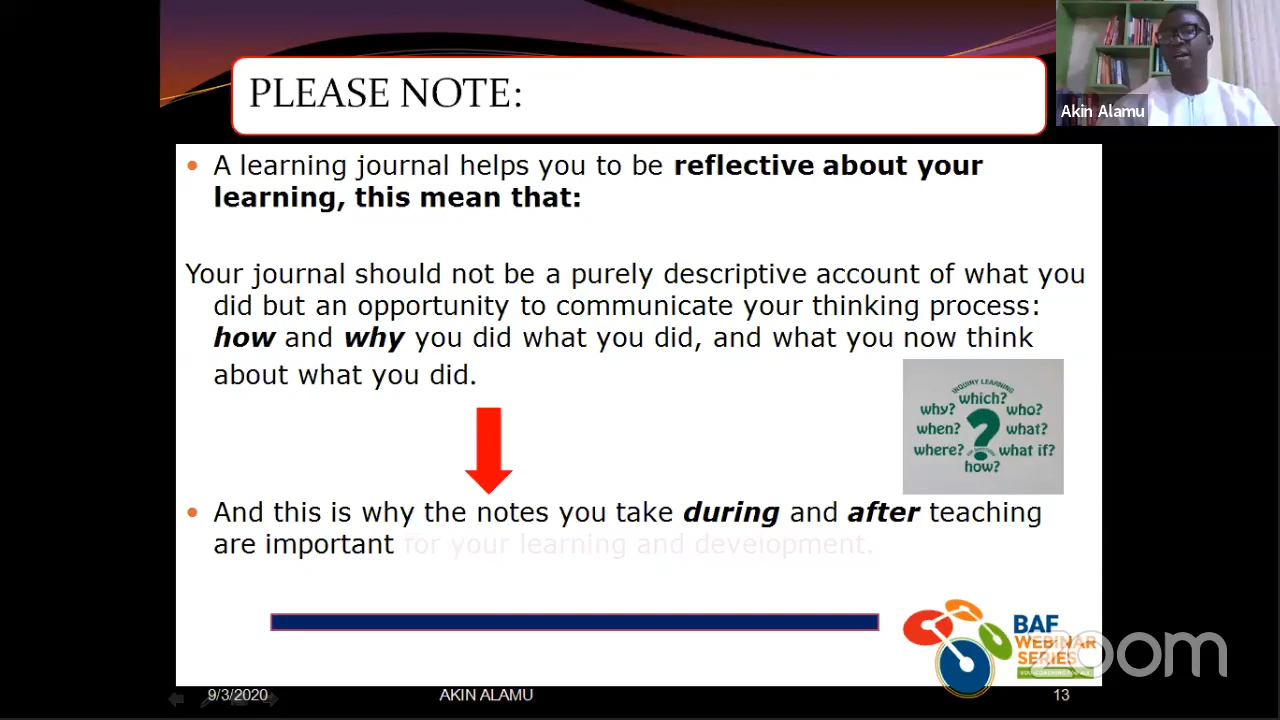 PLEASE NOTE:
Akin Alamu
• A learning journal helps you to be reflective about your
learning, this mean that:
Your journal should not be a purely descriptive account of what you
did but an opportunity to communicate your thinking process:
how and why you did what you did, and what you now think
about what you did.
INQUIRY LEARNING
which?
why? who?
when? what?
where? what if?
how?
• And this is why the notes you take during and after teaching
are important for your learning and development.
BAF
WEBINAR
SERIES
zoom
9/3/2020 AKIN ALAMU 13